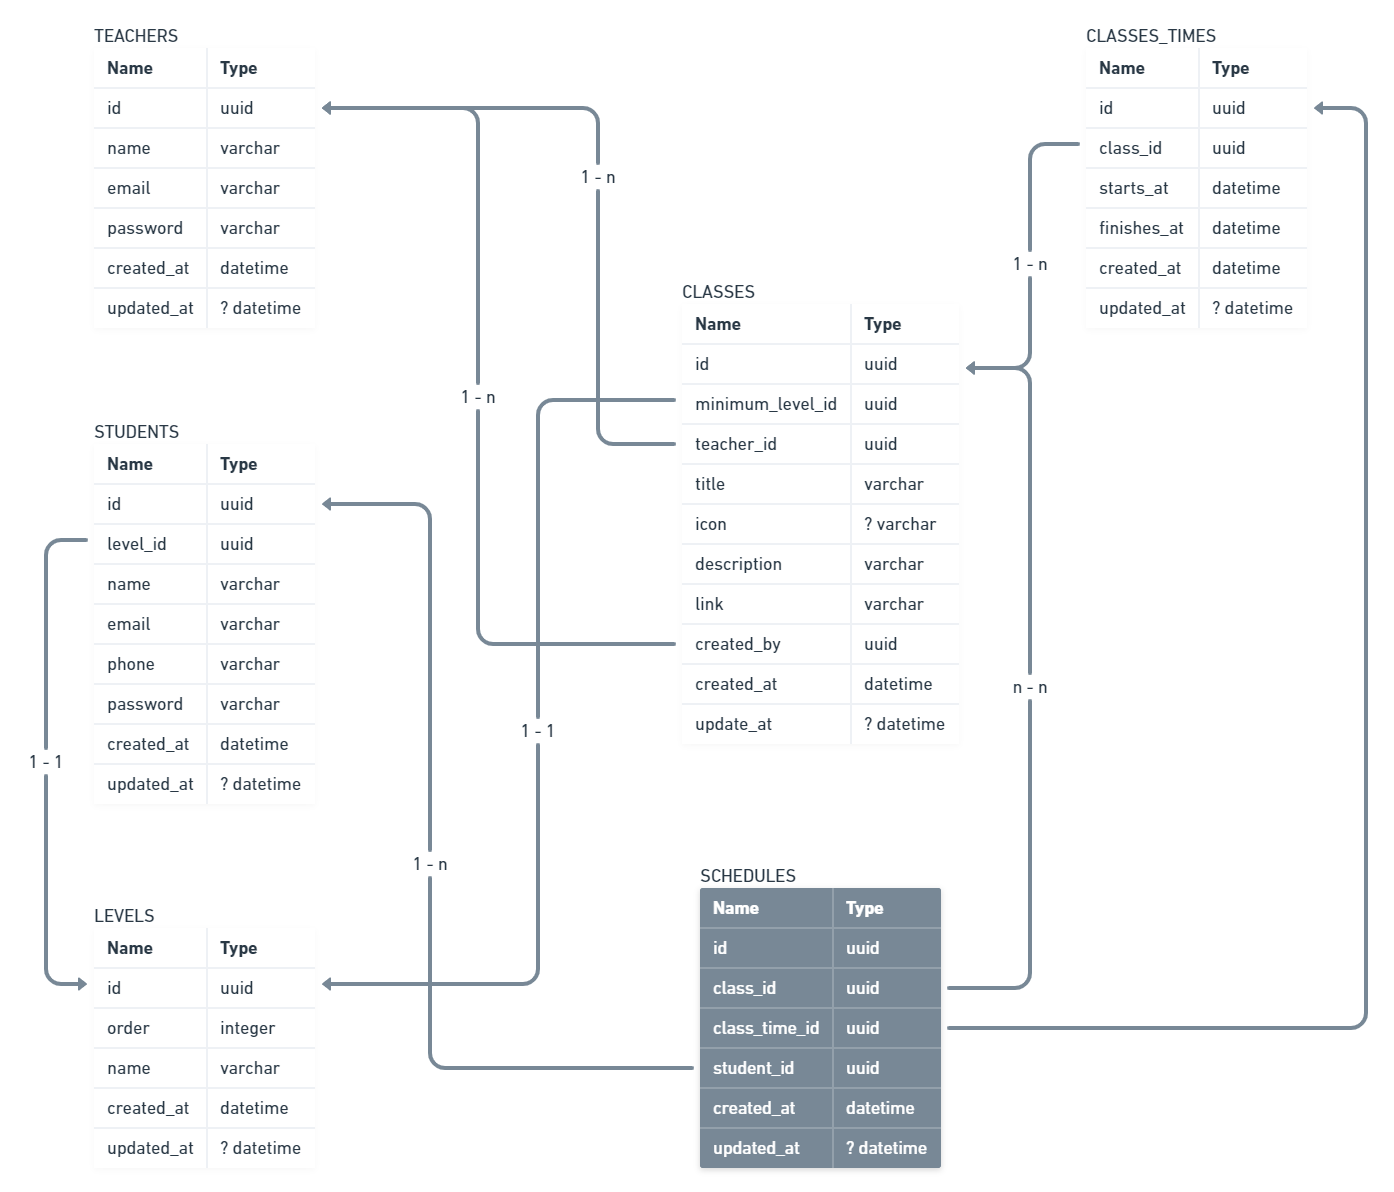 TEACHERS
Name Type
id uuid
name varchar
email varchar
password varchar
created_at datetime
updated_at ? datetime
CLASSES_TIMES
Name Type
id uuid
class_id uuid
starts_at datetime
finishes_at datetime
created_at datetime
updated_at ? datetime
1 - n
1 - n
1 - n
CLASSES
Name Type
id uuid
minimum_level_id uuid
teacher_id uuid
title varchar
icon ? varchar
description varchar
link varchar
created_by uuid
created_at datetime
update_at ? datetime
STUDENTS
Name Type
id uuid
level_id uuid
name varchar
email varchar
phone varchar
password varchar
created_at datetime
updated_at ? datetime
n - n
1 - 1
1 - 1
1 - n
LEVELS
Name Type
id uuid
order integer
name varchar
created_at datetime
updated_at ? datetime
SCHEDULES
Name Type
id uuid
class_id uuid
class_time_id uuid
student_id uuid
created_at datetime
updated_at ? datetime